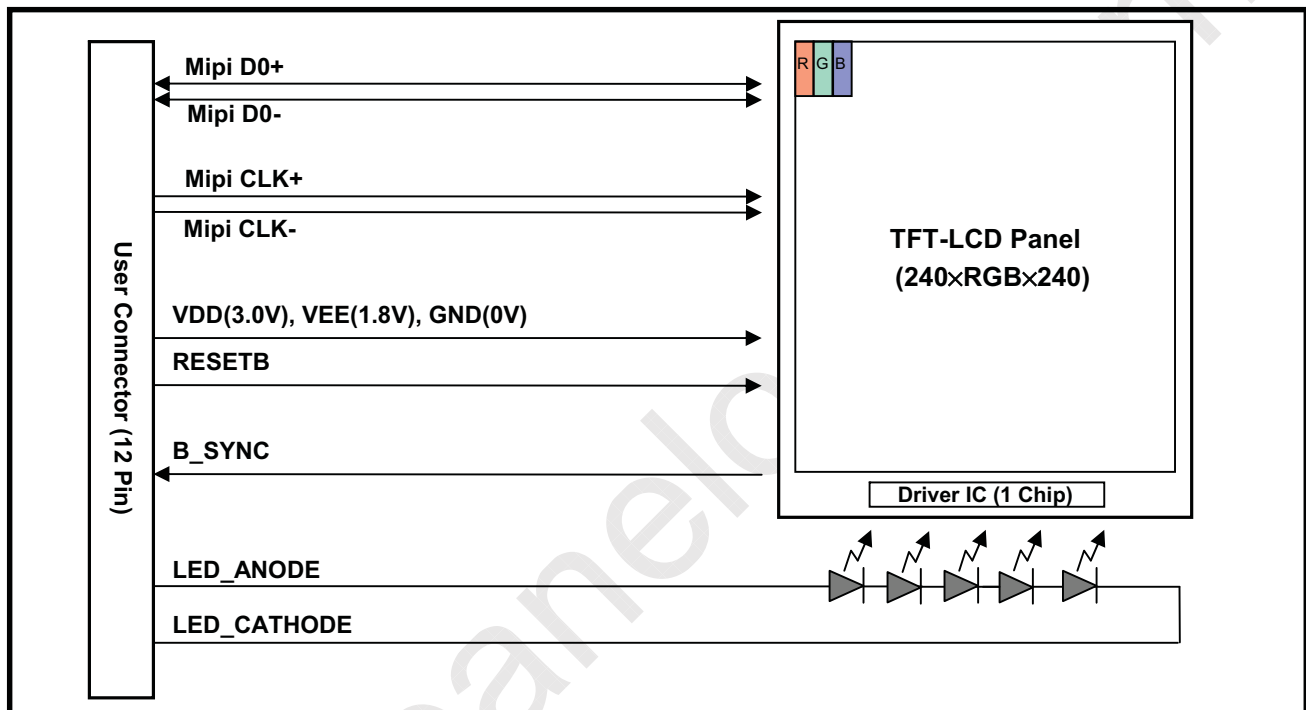 Mipi D0+
Mipi D0-
Mipi CLK+
Mipi CLK-
VDD(3.0V), VEE(1.8V), GND(0V)
RESETB
B_SYNC
LED_ANODE
LED_CATHODE
User Connector (12 Pin)
R G B
TFT-LCD Panel
(240×RGB×240)
Driver IC (1 Chip)